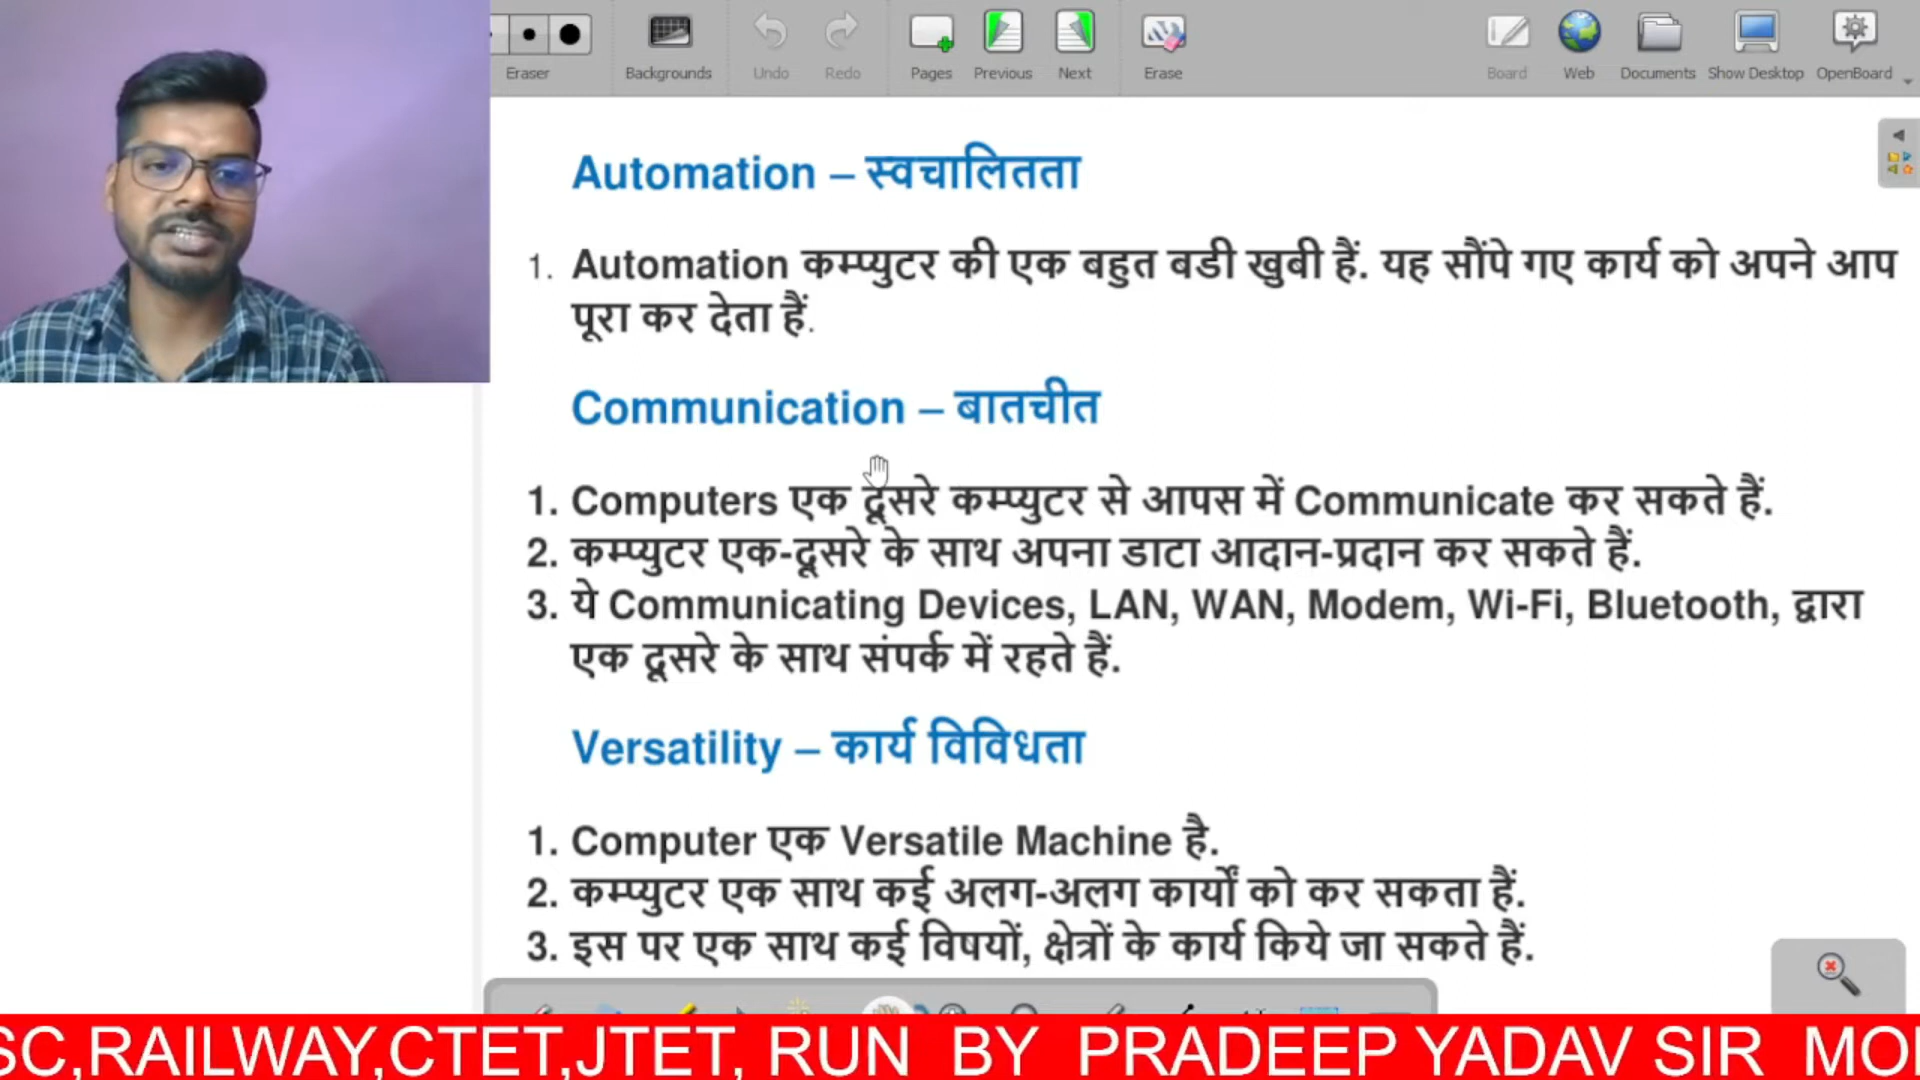 Eraser
Backgrounds
Undo
Redo
Pages
Previous
Next
Erase
Board
Web
Documents
Show Desktop
OpenBoard
Automation – स्वचालितता
1. Automation कम्प्युटर की एक बहुत बडी खुबी हैं. यह सौंपे गए कार्य को अपने आप
पूरा कर देता हैं.
Communication – बातचीत
1. Computers एक दूसरे कम्प्युटर से आपस में Communicate कर सकते हैं.
2. कम्प्युटर एक-दूसरे के साथ अपना डाटा आदान-प्रदान कर सकते हैं.
3. ये Communicating Devices, LAN, WAN, Modem, Wi-Fi, Bluetooth, द्वारा
एक दूसरे के साथ संपर्क में रहते हैं.
Versatility – कार्य विविधता
1. Computer एक Versatile Machine है.
2. कम्प्युटर एक साथ कई अलग-अलग कार्यों को कर सकता हैं.
3. इस पर एक साथ कई विषयों, क्षेत्रों के कार्य किये जा सकते हैं.
SC,RAILWAY,CTET,JTET, RUN BY PRADEEP YADAV SIR